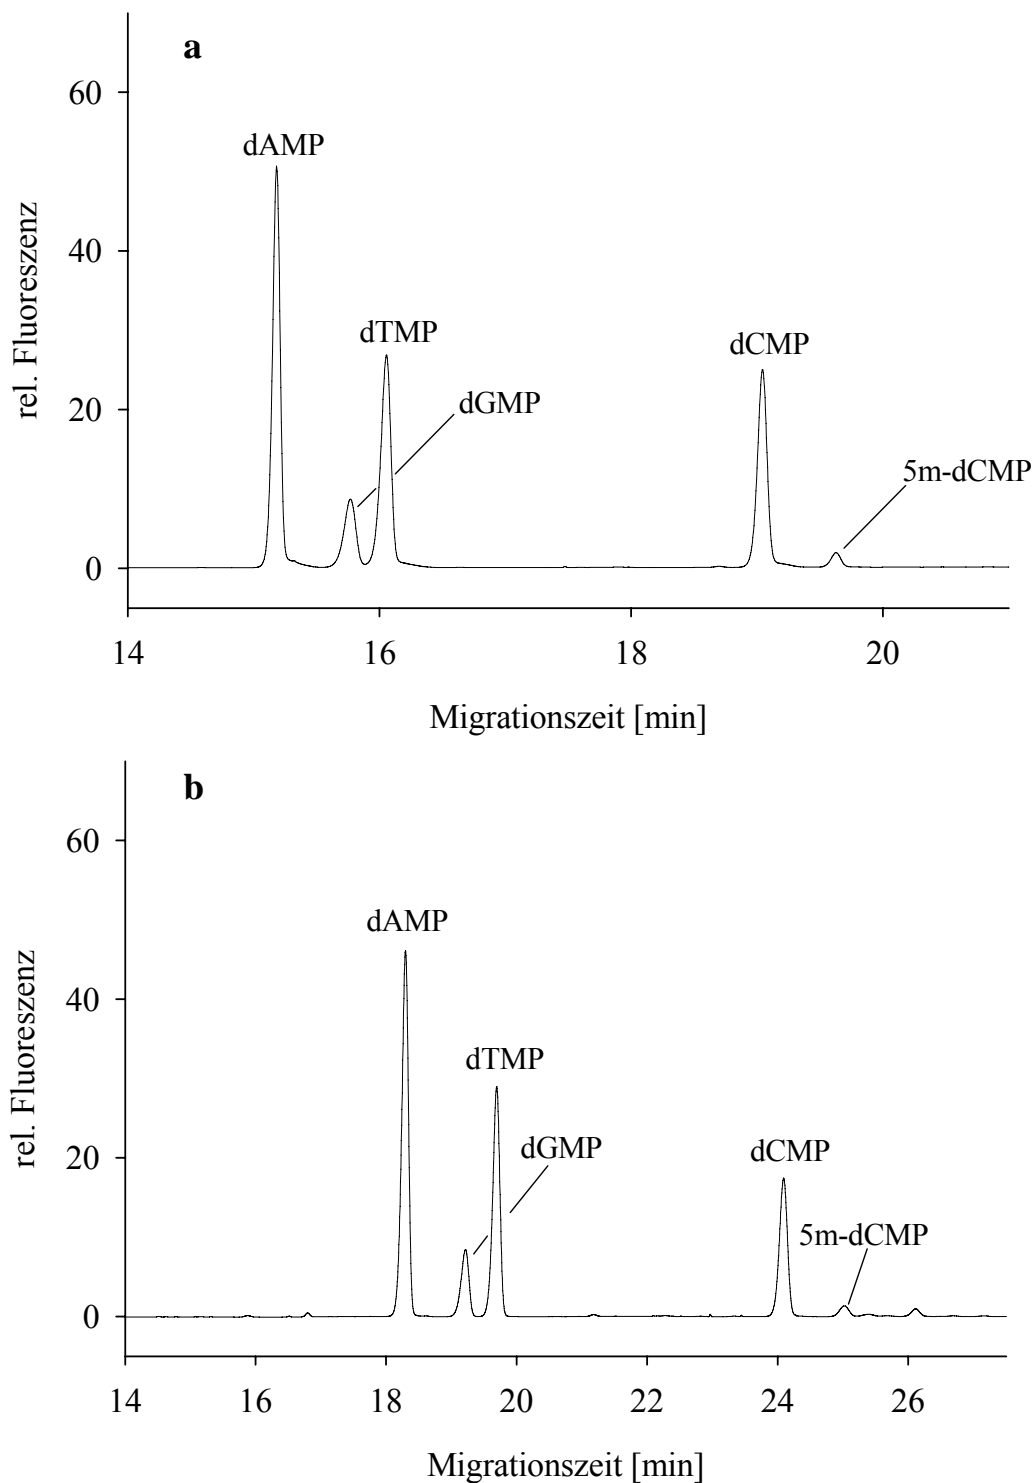 a
60
dAMP
40
dTMP
dCMP
dGMP
20
5m-dCMP
0
rel. Fluoreszenz
14 16 18 20
Migrationszeit [min]
b
60
dAMP
40
dTMP
dGMP
dCMP
20
5m-dCMP
0
rel. Fluoreszenz
14 16 18 20 22 24 26
Migrationszeit [min]